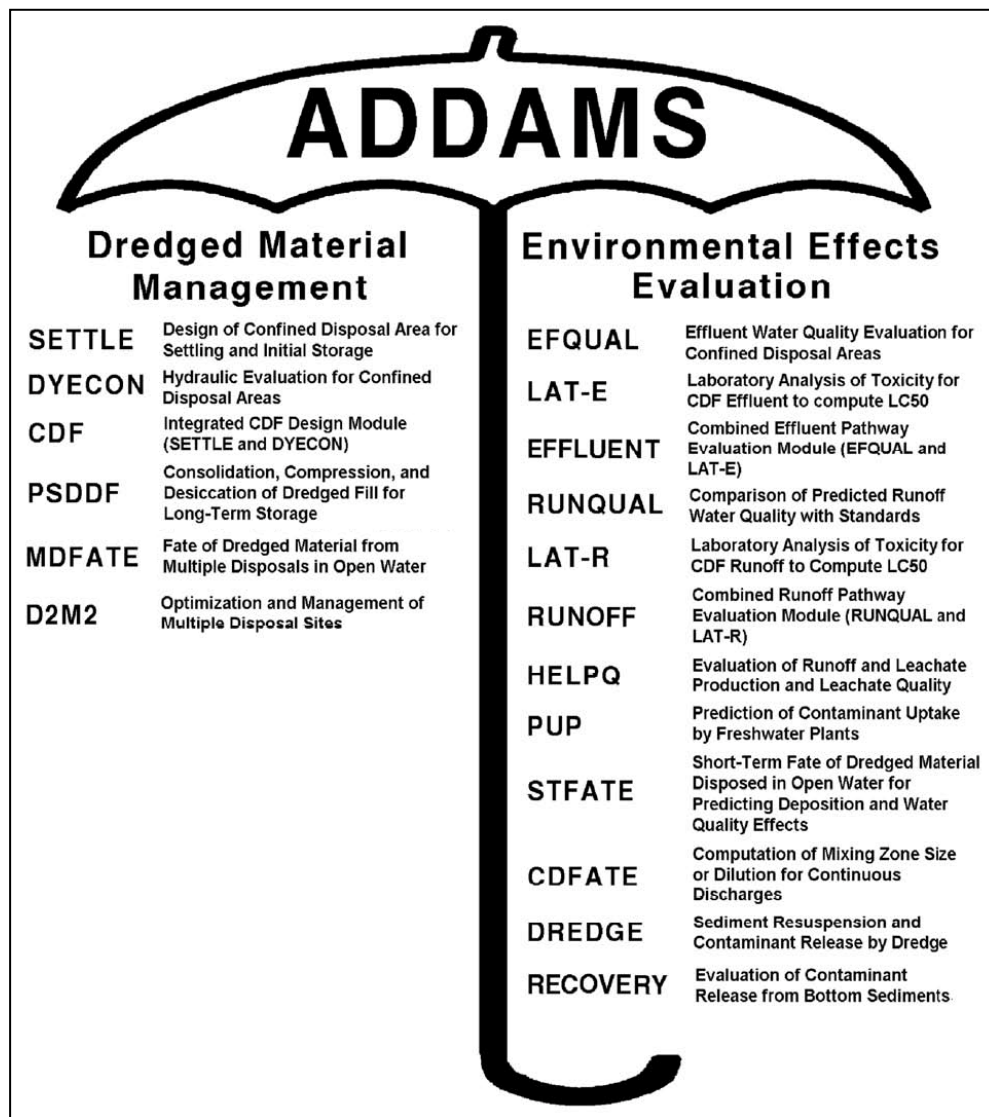 ADDAMS
Dredged Material
Management
SETTLE Design of Confined Disposal Area for
Settling and Initial Storage
DYECON Hydraulic Evaluation for Confined
Disposal Areas
CDF Integrated CDF Design Module
(SETTLE and DYECON)
PSDDF Consolidation, Compression, and
Desiccation of Dredged Fill for
Long-Term Storage
MDFATE Fate of Dredged Material from
Multiple Disposals in Open Water
D2M2 Optimization and Management of
Multiple Disposal Sites
Environmental Effects
Evaluation
EFQUAL Effluent Water Quality Evaluation for
Confined Disposal Areas
LAT-E Laboratory Analysis of Toxicity for
CDF Effluent to compute LC50
EFFLUENT Combined Effluent Pathway
Evaluation Module (EFQUAL and
LAT-E)
RUNQUAL Comparison of Predicted Runoff
Water Quality with Standards
LAT-R Laboratory Analysis of Toxicity for
CDF Runoff to Compute LC50
RUNOFF Combined Runoff Pathway
Evaluation Module (RUNQUAL and
LAT-R)
HELPQ Evaluation of Runoff and Leachate
Production and Leachate Quality
PUP Prediction of Contaminant Uptake
by Freshwater Plants
STFATE Short-Term Fate of Dredged Material
Disposed in Open Water for
Predicting Deposition and Water
Quality Effects
CDFATE Computation of Mixing Zone Size
or Dilution for Continuous
Discharges
DREDGE Sediment Resuspension and
Contaminant Release by Dredge
RECOVERY Evaluation of Contaminant
Release from Bottom Sediments